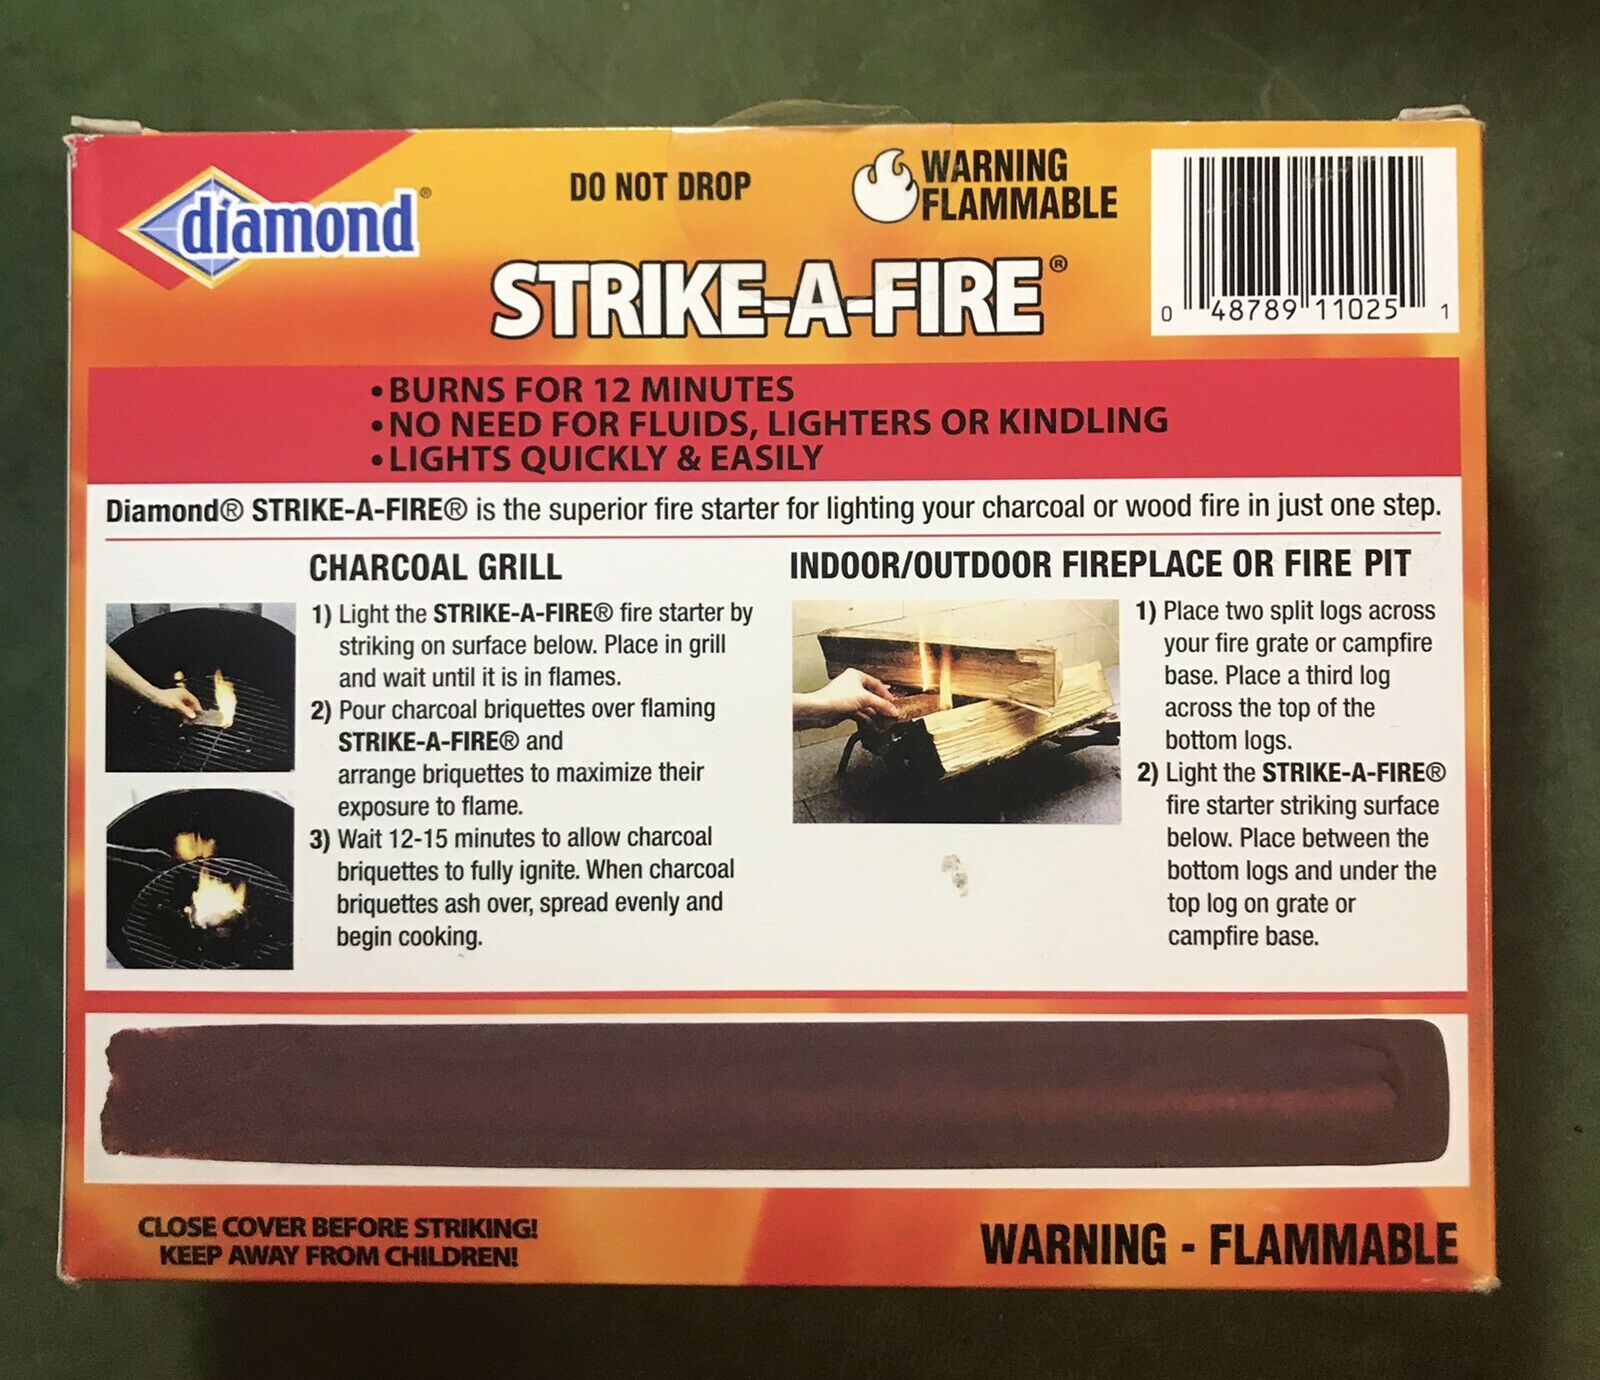 diamond®
DO NOT DROP
WARNING
FLAMMABLE
STRIKE-A-FIRE®
0 48789 11025 1
•BURNS FOR 12 MINUTES
•NO NEED FOR FLUIDS, LIGHTERS OR KINDLING
•LIGHTS QUICKLY & EASILY
Diamond® STRIKE-A-FIRE® is the superior fire starter for lighting your charcoal or wood fire in just one step.
CHARCOAL GRILL
1) Light the STRIKE-A-FIRE® fire starter by
striking on surface below. Place in grill
and wait until it is in flames.
2) Pour charcoal briquettes over flaming
STRIKE-A-FIRE® and
arrange briquettes to maximize their
exposure to flame.
3) Wait 12-15 minutes to allow charcoal
briquettes to fully ignite. When charcoal
briquettes ash over, spread evenly and
begin cooking.
INDOOR/OUTDOOR FIREPLACE OR FIRE PIT
1) Place two split logs across
your fire grate or campfire
base. Place a third log
across the top of the
bottom logs.
2) Light the STRIKE-A-FIRE®
fire starter striking surface
below. Place between the
bottom logs and under the
top log on grate or
campfire base.
CLOSE COVER BEFORE STRIKING!
KEEP AWAY FROM CHILDREN!
WARNING - FLAMMABLE